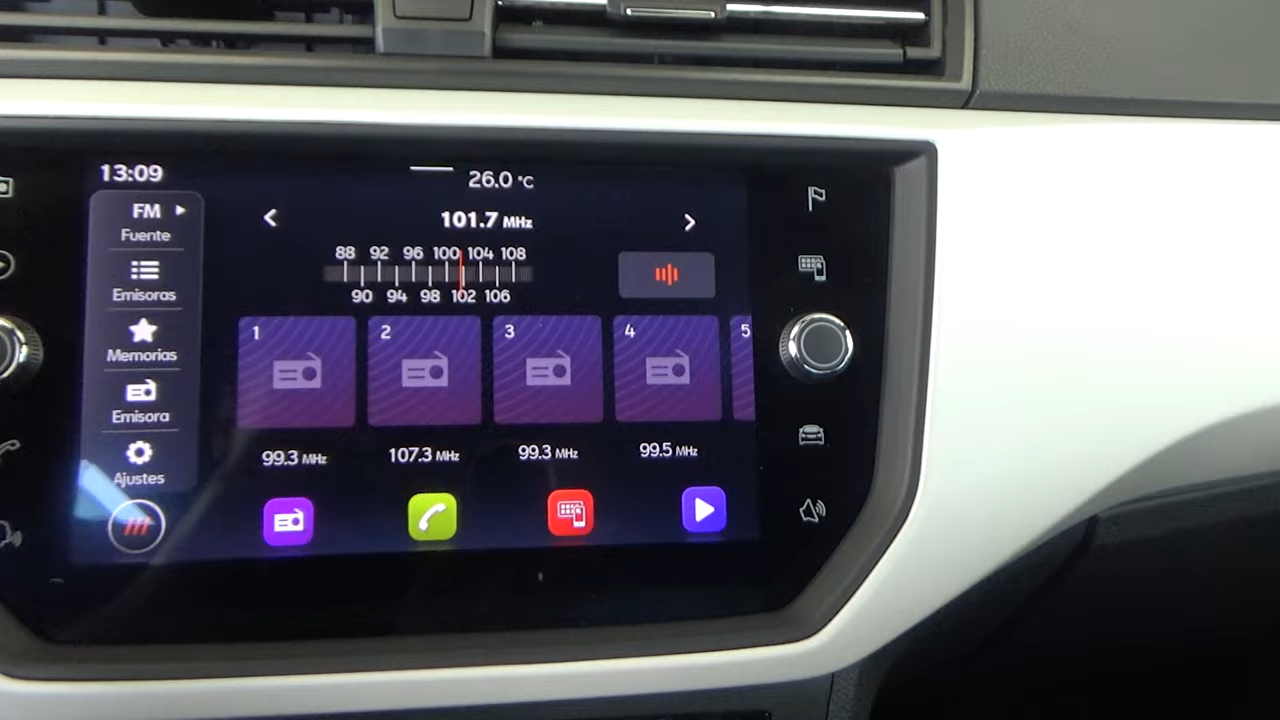 13:09
26.0 °C
FM
Fuente
Emisoras
Memorias
Emisora
Ajustes
101.7 MHz
88 92 96 100 104 108
90 94 98 102 106
1 2 3 4 5
99.3 MHz 107.3 MHz 99.3 MHz 99.5 MHz